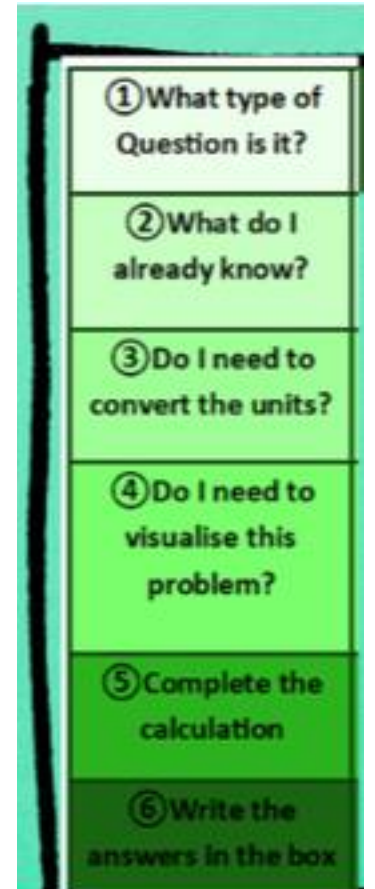 ①What type of
Question is it?
②What do I
already know?
③Do I need to
convert the units?
④Do I need to
visualise this
problem?
⑤Complete the
calculation
⑥Write the
answers in the box